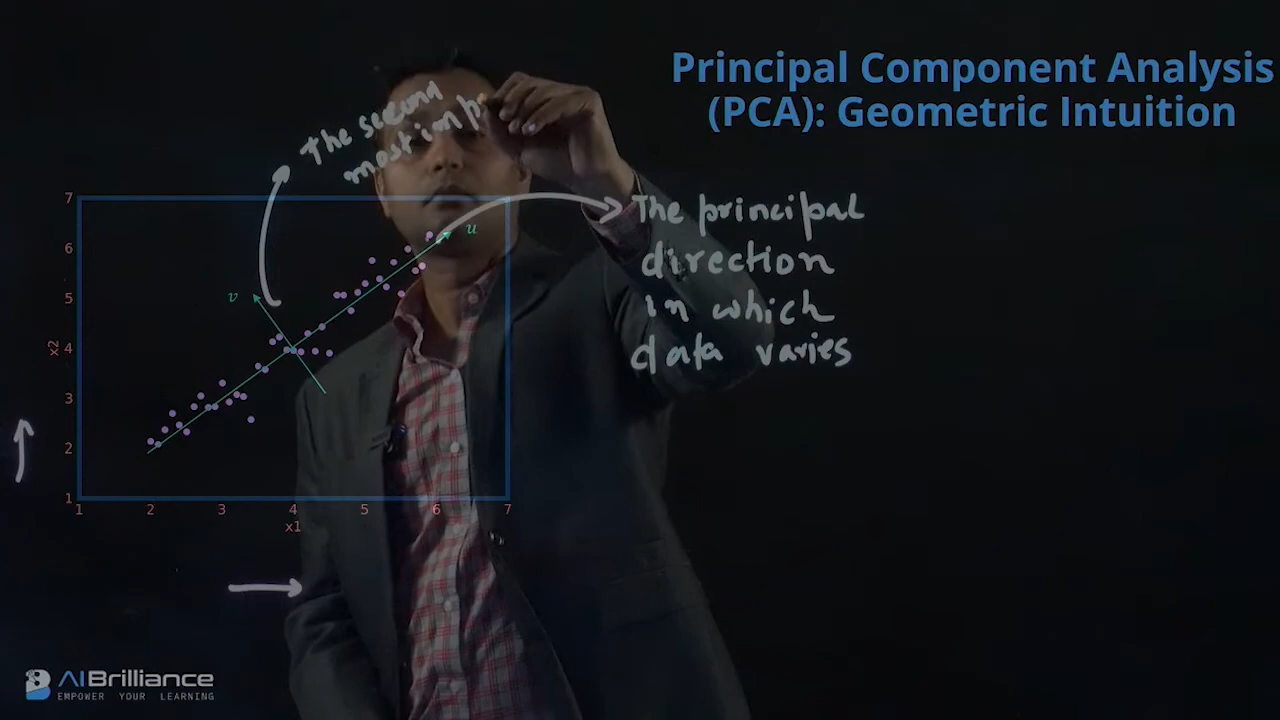 Principal Component Analysis
(PCA): Geometric Intuition
The second
most imp
The principal
direction
in which
data varies
u
v
7
6
5
4
3
2
1
x2
1 2 3 4 5 6 7
x1
AIBrilliance
EMPOWER YOUR LEARNING